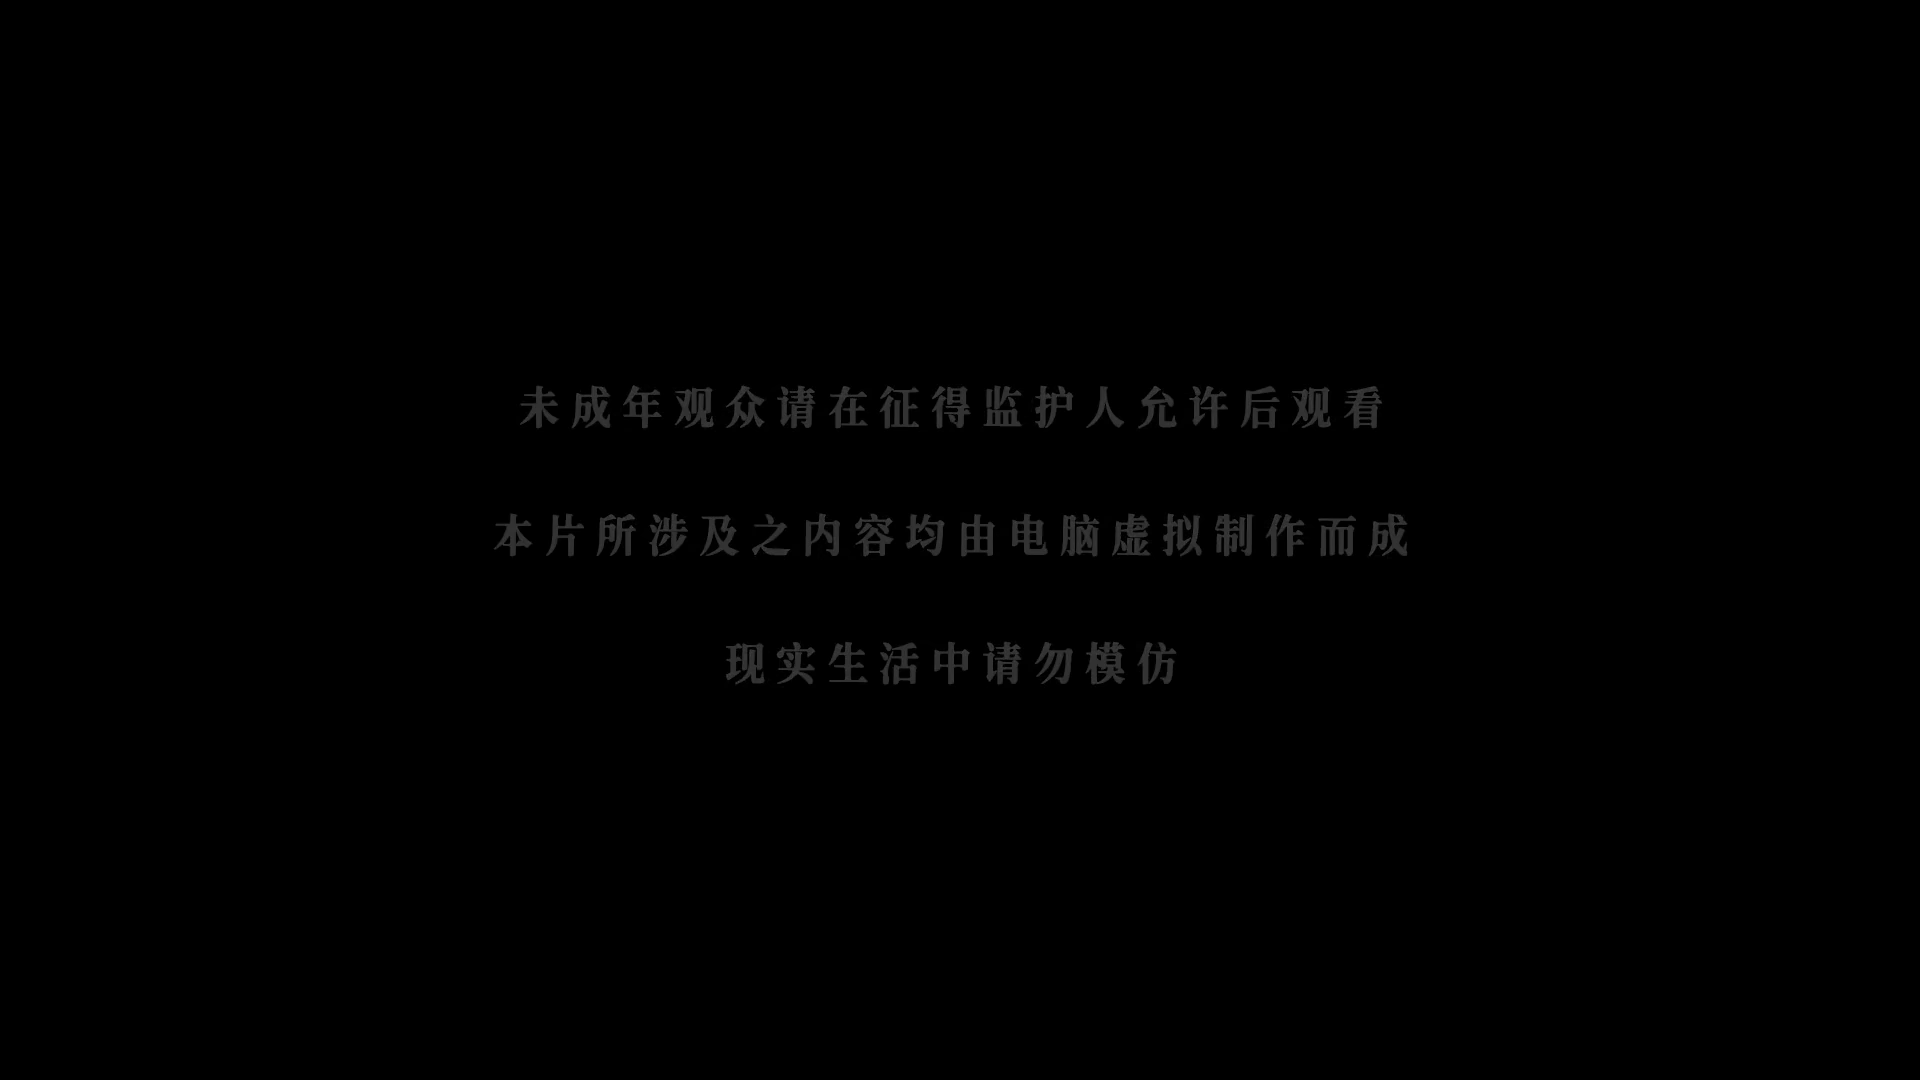 未成年观众请在征得监护人允许后观看
本片所涉及之内容均由电脑虚拟制作而成
现实生活中请勿模仿